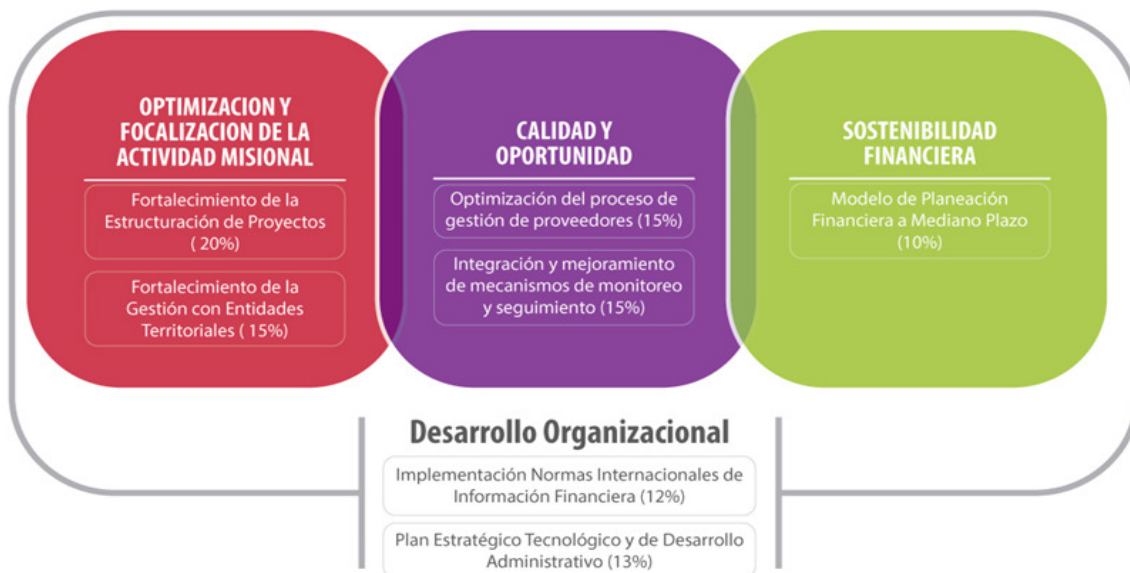 OPTIMIZACION Y
FOCALIZACION DE LA
ACTIVIDAD MISIONAL
Fortalecimiento de la
Estructuración de Proyectos
( 20%)
Fortalecimiento de la
Gestión con Entidades
Territoriales ( 15%)
CALIDAD Y
OPORTUNIDAD
Optimización del proceso de
gestión de proveedores (15%)
Integración y mejoramiento
de mecanismos de monitoreo
y seguimiento (15%)
SOSTENIBILIDAD
FINANCIERA
Modelo de Planeación
Financiera a Mediano Plazo
(10%)
Desarrollo Organizacional
Implementación Normas Internacionales de
Información Financiera (12%)
Plan Estratégico Tecnológico y de Desarrollo
Administrativo (13%)